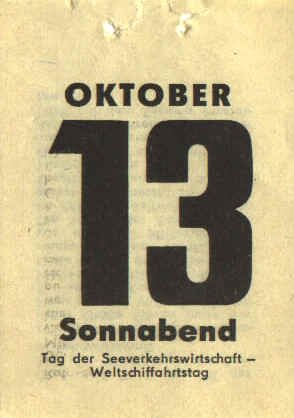 OKTOBER
13
Sonnabend
Tag der Seeverkehrswirtschaft –
Weltschiffahrtstag